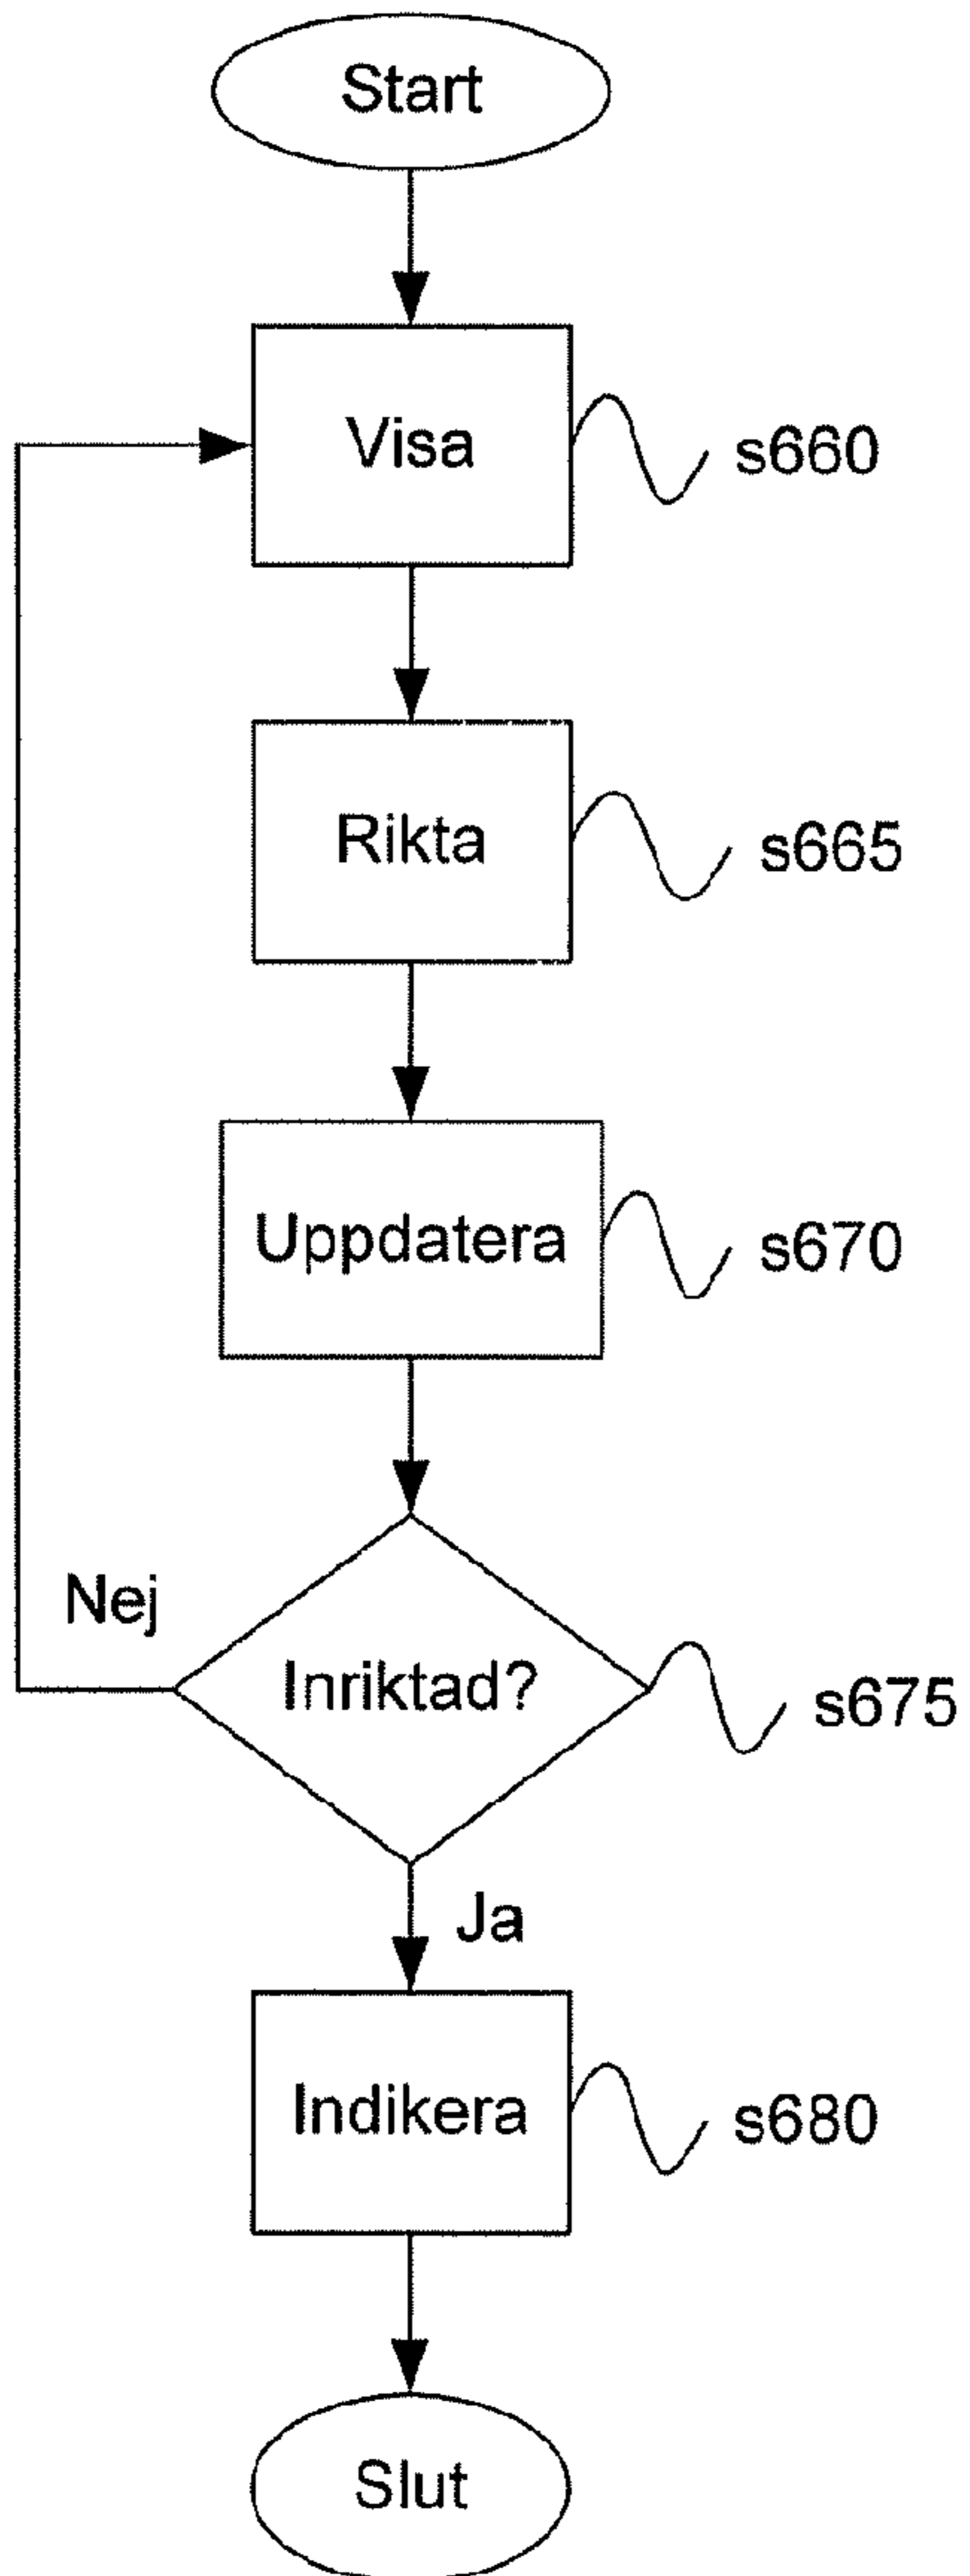 Start
Visa
s660
Rikta
s665
Uppdatera
s670
Nej
Inriktad?
s675
Ja
Indikera
s680
Slut